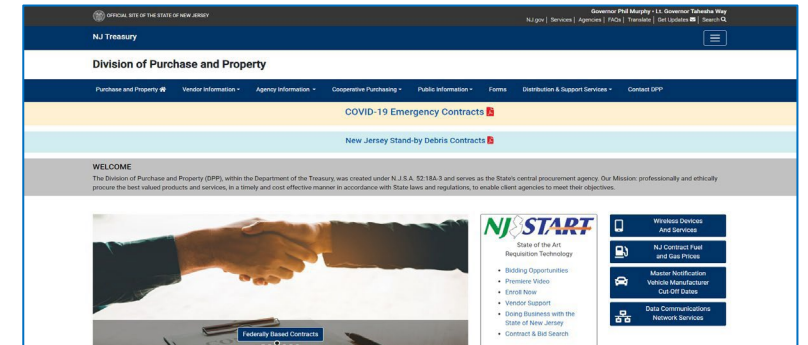 OFFICIAL SITE OF THE STATE OF NEW JERSEY
Governor Phil Murphy • Lt. Governor Tahesha Way
NJ.gov | Services | Agencies | FAQs | Translate | Get Updates | Search
NJ Treasury
Division of Purchase and Property
Purchase and Property Vendor Information Agency Information Cooperative Purchasing Public Information Forms Distribution & Support Services Contact DPP
COVID-19 Emergency Contracts
New Jersey Stand-by Debris Contracts
WELCOME
The Division of Purchase and Property (DPP), within the Department of the Treasury, was created under N.J.S.A. 52:18A-3 and serves as the State's central procurement agency. Our Mission: professionally and ethically
procure the best valued products and services, in a timely and cost effective manner in accordance with State laws and regulations, to enable client agencies to meet their objectives.
Federally Based Contracts
NJSTART
State of the Art
Requisition Technology
• Bidding Opportunities
• Premiere Video
• Enroll Now
• Vendor Support
• Doing Business with the
State of New Jersey
• Contract & Bid Search
Wireless Devices
And Services
NJ Contract Fuel
and Gas Prices
Master Notification
Vehicle Manufacturer
Cut-Off Dates
Data Communications
Network Services